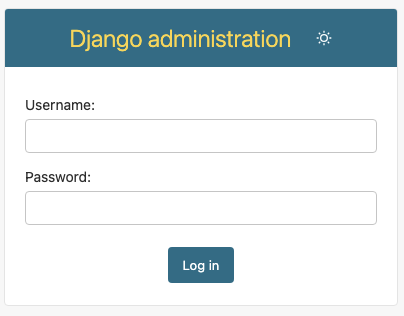 Django administration
Username:
Password:
Log in